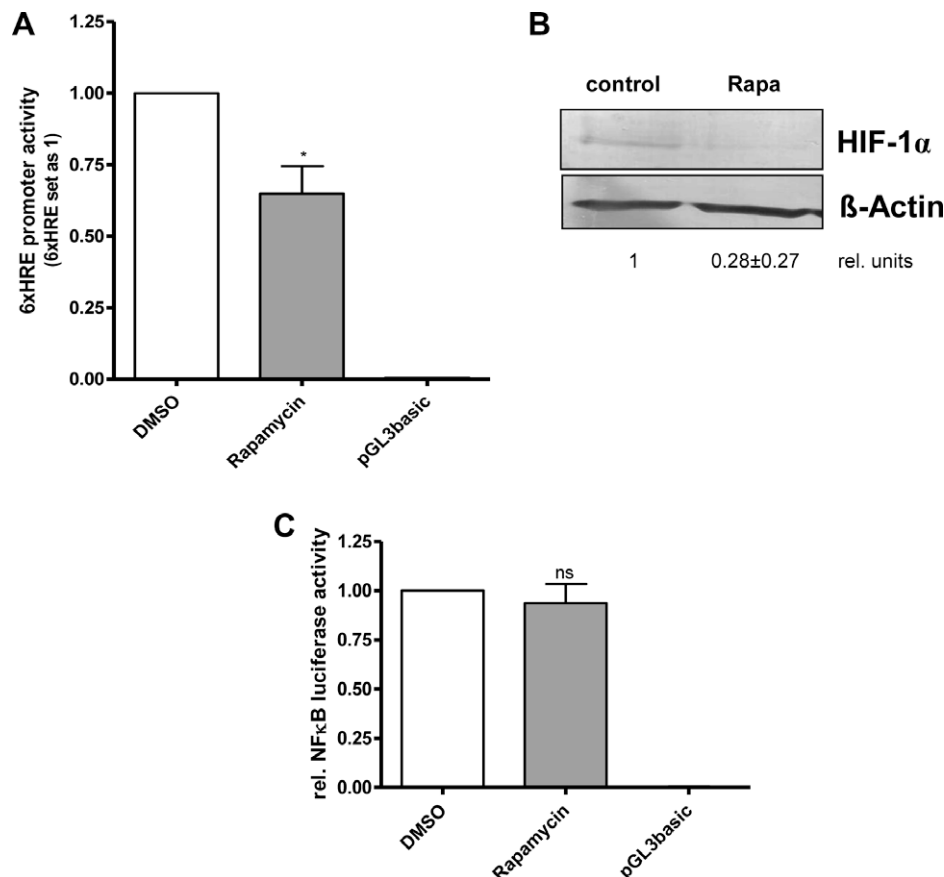 A
6xHRE promoter activity
(6xHRE set as 1)
1.25
1.00
0.75
0.50
0.25
0.00
*
DMSO
Rapamycin
pGL3basic
B
control Rapa
HIF-1α
ß-Actin
1 0.28±0.27 rel. units
C
rel. NFκB luciferase activity
1.25
1.00
0.75
0.50
0.25
0.00
ns
DMSO
Rapamycin
pGL3basic